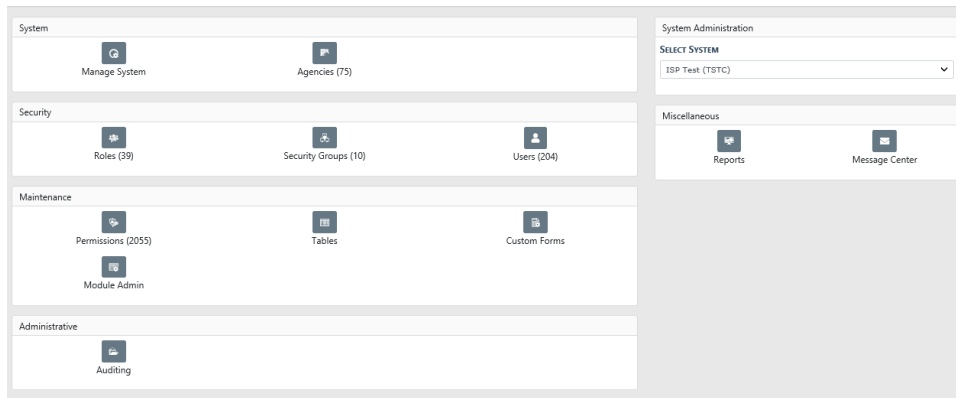 System
Manage System
Agencies (75)
Security
Roles (39)
Security Groups (10)
Users (204)
Maintenance
Permissions (2055)
Tables
Custom Forms
Module Admin
Administrative
Auditing
System Administration
SELECT SYSTEM
ISP Test (TSTC)
Miscellaneous
Reports
Message Center